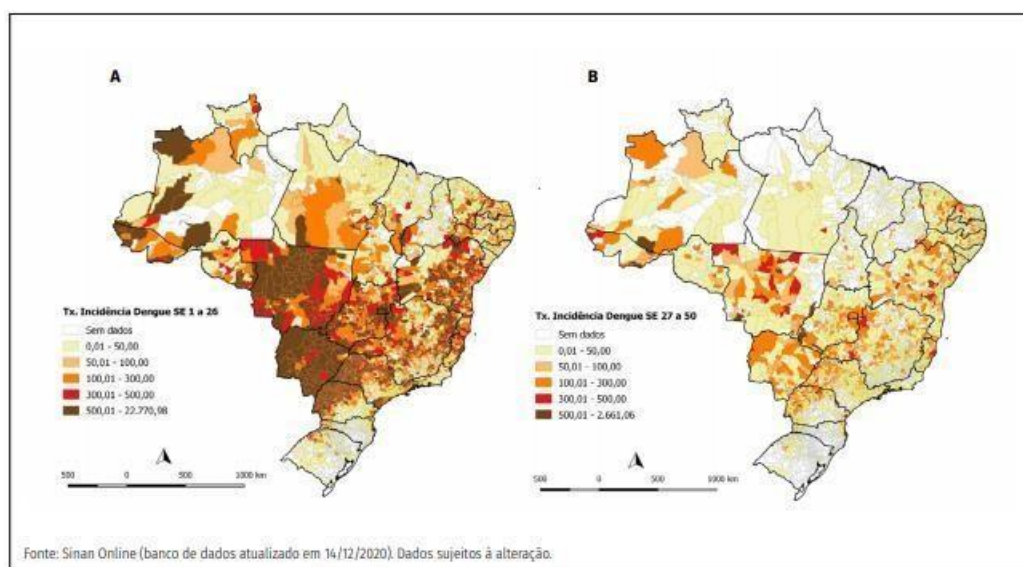 A
B
Tx. Incidência Dengue SE 1 a 26
Sem dados
0,01 - 50,00
50,01 - 100,00
100,01 - 300,00
300,01 - 500,00
500,01 - 22.770,98
500 0 500 1000 km
Tx. Incidência Dengue SE 27 a 50
Sem dados
0,01 - 50,00
50,01 - 100,00
100,01 - 300,00
300,01 - 500,00
500,01 - 2.661,06
500 0 500 1000 km
Fonte: Sinan Online (banco de dados atualizado em 14/12/2020). Dados sujeitos à alteração.